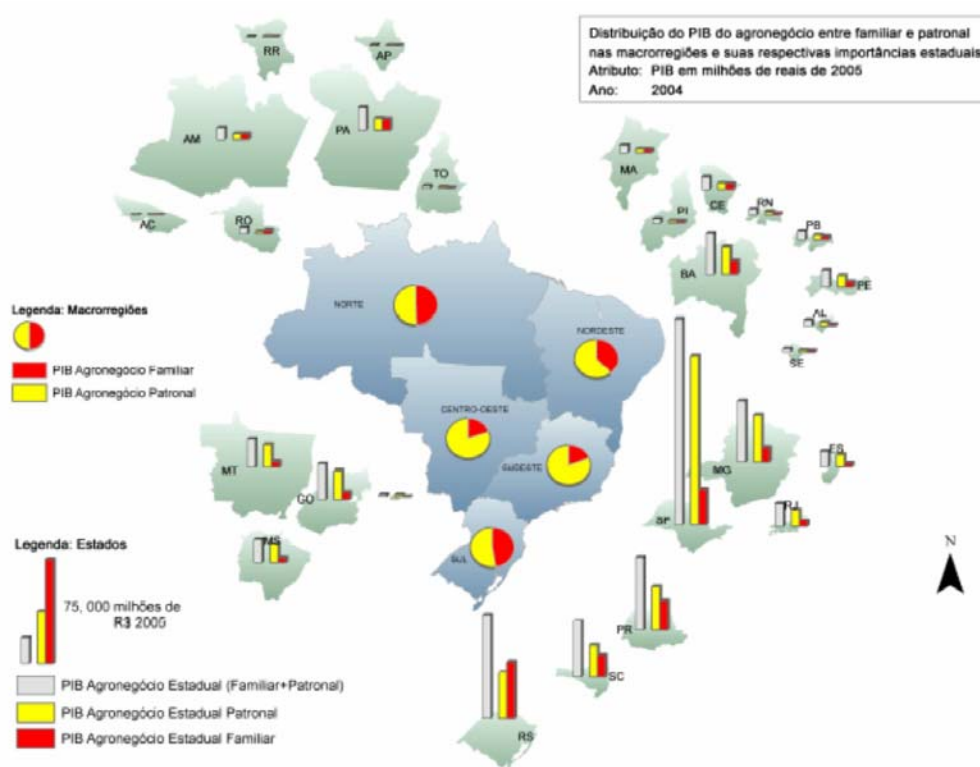 Distribuição do PIB do agronegócio entre familiar e patronal
nas macrorregiões e suas respectivas importâncias estaduais
Atributo: PIB em milhões de reais de 2005
Ano: 2004
RR
AP
AM
PA
TO
AC
RO
MA
PI
CE
RN
PB
PE
BA
AL
SE
NORTE
NORDESTE
CENTRO-OESTE
SUDESTE
SUL
Legenda: Macrorregiões
PIB Agronegócio Familiar
PIB Agronegócio Patronal
MT
GO
MS
MG
ES
RJ
SP
PR
SC
RS
N
Legenda: Estados
75, 000 milhões de
R$ 2005
PIB Agronegócio Estadual (Familiar+Patronal)
PIB Agronegócio Estadual Patronal
PIB Agronegócio Estadual Familiar